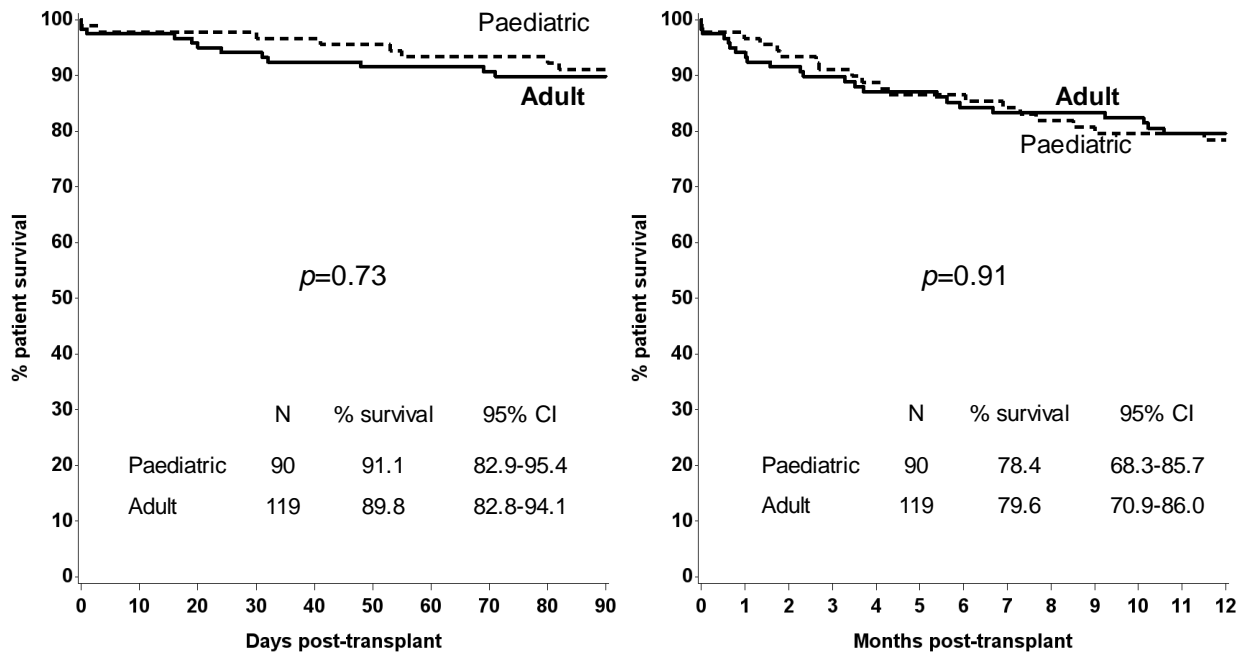 100
90
80
70
60
50
40
30
20
10
0
% patient survival
Paediatric
Adult
p=0.73
N % survival 95% CI
Paediatric 90 91.1 82.9-95.4
Adult 119 89.8 82.8-94.1
0 10 20 30 40 50 60 70 80 90
Days post-transplant
100
90
80
70
60
50
40
30
20
10
0
% patient survival
Adult
Paediatric
p=0.91
N % survival 95% CI
Paediatric 90 78.4 68.3-85.7
Adult 119 79.6 70.9-86.0
0 1 2 3 4 5 6 7 8 9 10 11 12
Months post-transplant